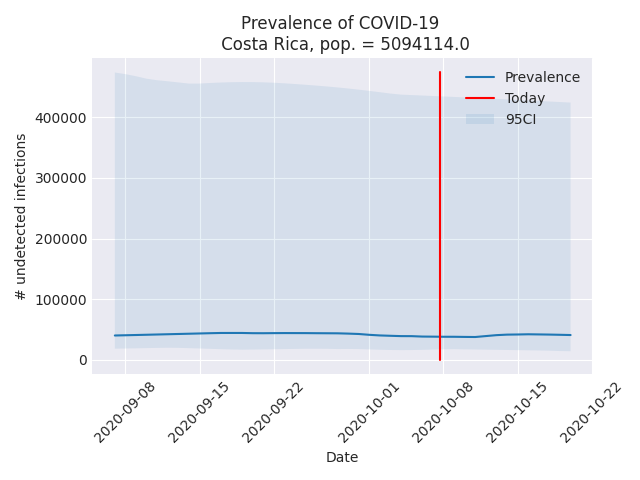 Prevalence of COVID-19
Costa Rica, pop. = 5094114.0
Prevalence
Today
95CI
# undetected infections
400000
300000
200000
100000
0
2020-09-08
2020-09-15
2020-09-22
2020-10-01
2020-10-08
2020-10-15
2020-10-22
Date